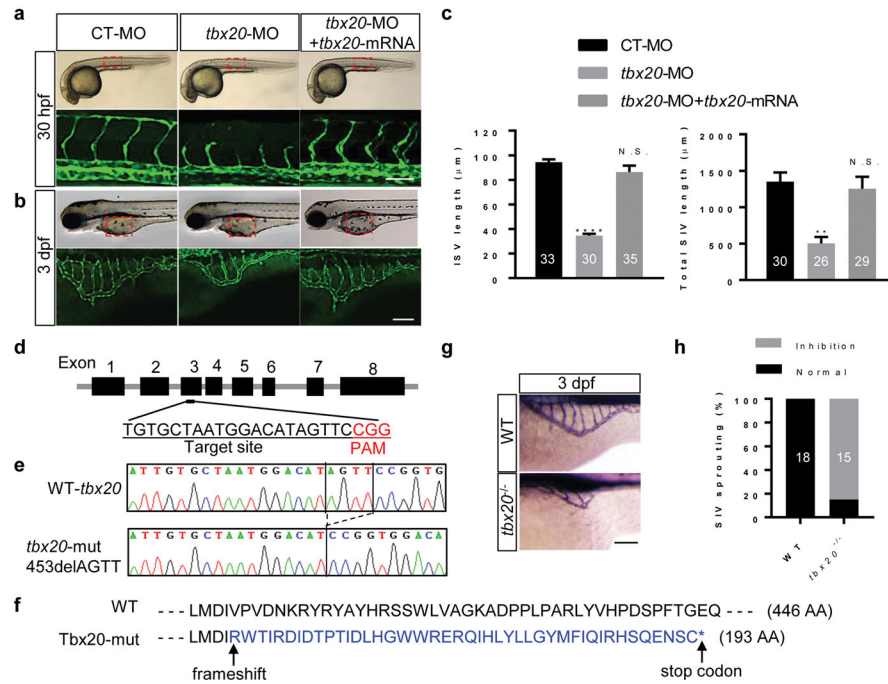 a
CT-MO
tbx20-MO
tbx20-MO
+tbx20-mRNA
30 hpf
b
3 dpf
c
CT-MO
tbx20-MO
tbx20-MO+tbx20-mRNA
ISV length (μm)
120
100
80
60
40
20
0
33
****
30
N.S.
35
Total SIV length (μm)
2000
1500
1000
500
0
30
**
26
N.S.
29
d
Exon
1 2 3 4 5 6 7 8
TGTGCTAATGGACATAGTTCCGG
Target site PAM
e
WT-tbx20
ATTGTGCTAATGGACATAGTTCCGGTG
tbx20-mut
453delAGTT
ATTGTGCTAATGGACATCCGGTGGACA
f
WT --- LMDIVPVDNKRYRYAYHRSSWLVAGKADPPLPARLYVHPDSPFTGEQ --- (446 AA)
Tbx20-mut --- LMDIRWTIRDIDTPTIDLHGWWRERQIHLYLLGYMFIQIRHSQENSC* (193 AA)
frameshift
stop codon
g
3 dpf
WT
tbx20-/-
h
Inhibition
Normal
SIV sprouting (%)
100
80
60
40
20
0
18
15
WT
tbx20-/-